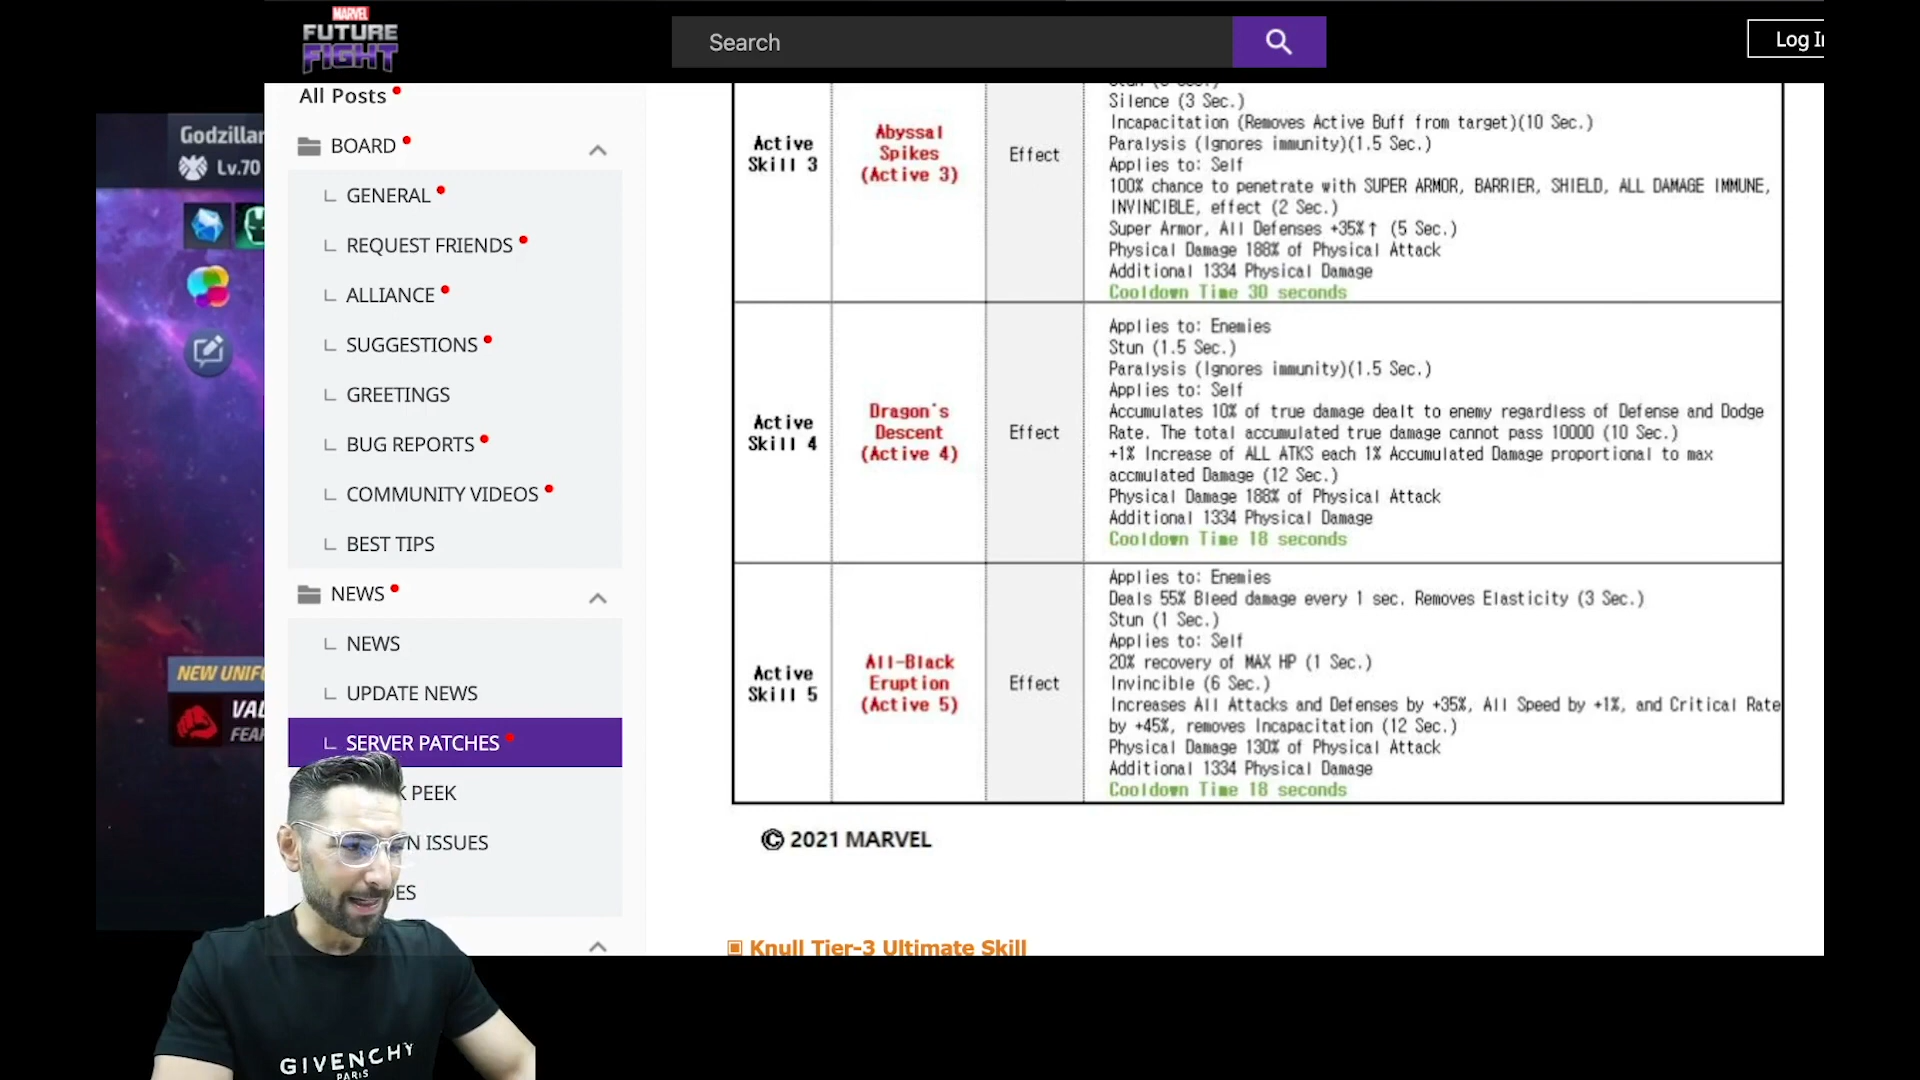 MARVEL
FUTURE
FIGHT
Search
All Posts
BOARD
GENERAL
REQUEST FRIENDS
ALLIANCE
SUGGESTIONS
GREETINGS
BUG REPORTS
COMMUNITY VIDEOS
BEST TIPS
NEWS
NEWS
UPDATE NEWS
SERVER PATCHES
PEEK
ISSUES
Lv.70
NEW
GIVENCHY
PARIS
Active
Skill 3
Abyssal
Spikes
(Active 3)
Effect
Silence (3 Sec.)
Incapacitation (Removes Active Buff from target)(10 Sec.)
Paralysis (Ignores immunity)(1.5 Sec.)
Applies to: Self
100% chance to penetrate with SUPER ARMOR, BARRIER, SHIELD, ALL DAMAGE IMMUNE,
INVINCIBLE, effect (2 Sec.)
Super Armor, All Defenses +35%↑ (5 Sec.)
Physical Damage 188% of Physical Attack
Additional 1334 Physical Damage
Cooldown Time 30 seconds
Active
Skill 4
Dragon's
Descent
(Active 4)
Effect
Applies to: Enemies
Stun (1.5 Sec.)
Paralysis (Ignores immunity)(1.5 Sec.)
Applies to: Self
Accumulates 10% of true damage dealt to enemy regardless of Defense and Dodge
Rate. The total accumulated true damage cannot pass 10000 (10 Sec.)
+1% Increase of ALL ATKS each 1% Accumulated Damage proportional to max
accmulated Damage (12 Sec.)
Physical Damage 188% of Physical Attack
Additional 1334 Physical Damage
Cooldown Time 18 seconds
Active
Skill 5
All-Black
Eruption
(Active 5)
Effect
Applies to: Enemies
Deals 55% Bleed damage every 1 sec. Removes Elasticity (3 Sec.)
Stun (1 Sec.)
Applies to: Self
20% recovery of MAX HP (1 Sec.)
Invincible (6 Sec.)
Increases All Attacks and Defenses by +35%, All Speed by +1%, and Critical Rate
by +45%, removes Incapacitation (12 Sec.)
Physical Damage 130% of Physical Attack
Additional 1334 Physical Damage
Cooldown Time 18 seconds
© 2021 MARVEL
Knull Tier-3 Ultimate Skill
Log